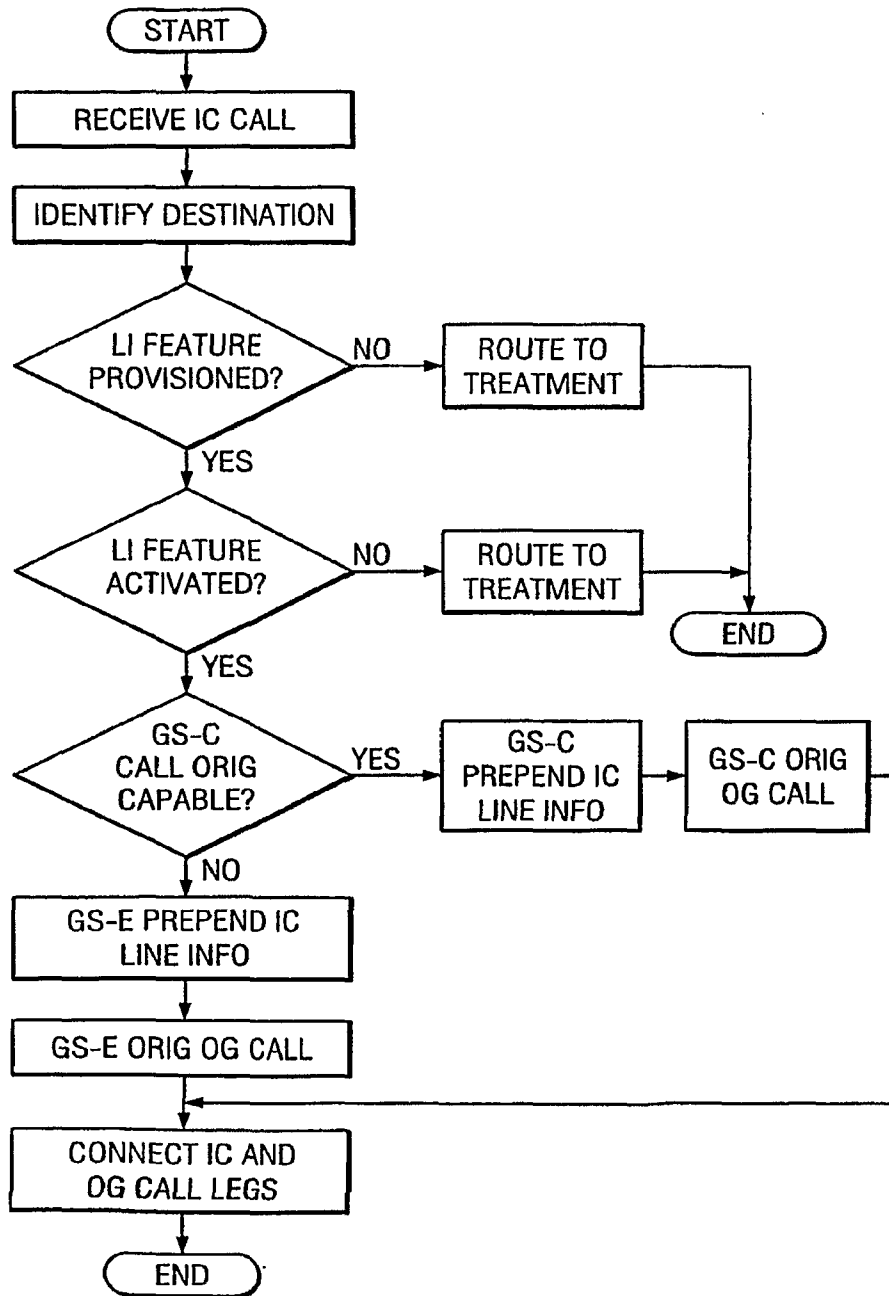 START
RECEIVE IC CALL
IDENTIFY DESTINATION
LI FEATURE
PROVISIONED?
NO
ROUTE TO
TREATMENT
YES
LI FEATURE
ACTIVATED?
NO
ROUTE TO
TREATMENT
END
YES
GS-C
CALL ORIG
CAPABLE?
YES
GS-C
PREPEND IC
LINE INFO
GS-C ORIG
OG CALL
NO
GS-E PREPEND IC
LINE INFO
GS-E ORIG OG CALL
CONNECT IC AND
OG CALL LEGS
END